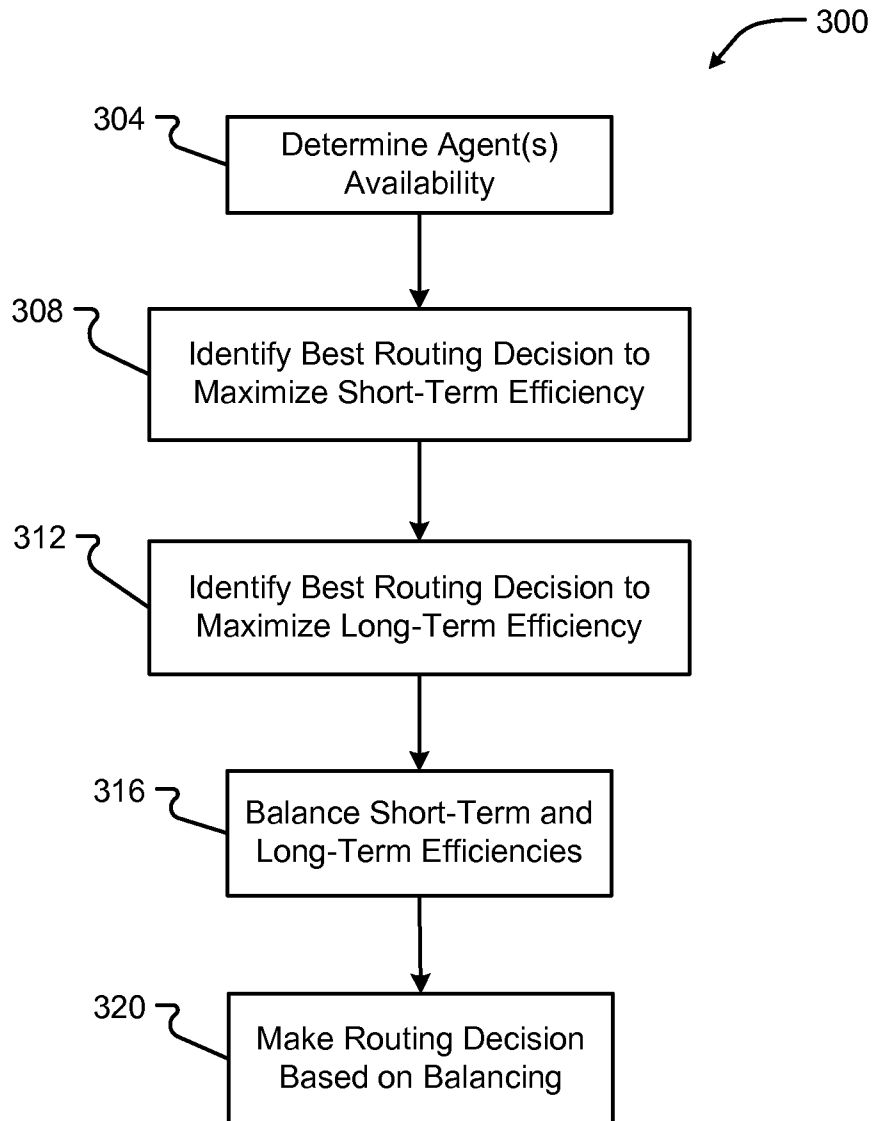 300
304
Determine Agent(s)
Availability
308
Identify Best Routing Decision to
Maximize Short-Term Efficiency
312
Identify Best Routing Decision to
Maximize Long-Term Efficiency
316
Balance Short-Term and
Long-Term Efficiencies
320
Make Routing Decision
Based on Balancing